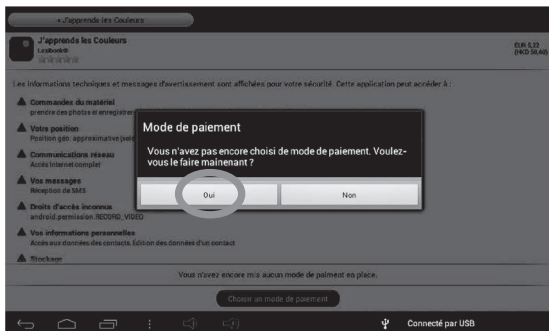 « J'apprends les Couleurs
J'apprends les Couleurs
Lexibook®
EUR 5,22
(HKD 50,60)
Les informations techniques et messages d'avertissement sont affichées pour votre sécurité. Cette application peut accéder à :
Commandes du matériel
prendre des photos et enregistrer
Votre position
Position géo. approximative (selo
Communications réseau
Accès Internet complet
Vos messages
Réception de SMS
Droits d'accès inconnus
android.permission.RECORD_VIDEO
Vos informations personnelles
Accès aux données des contacts, Edition des données d'un contact
Stockage
Mode de paiement
Vous n'avez pas encore choisi de mode de paiement. Voulez-
vous le faire mainenant ?
Oui
Non
Vous n'avez encore mis aucun mode de paiment en place.
Choisir un mode de paiement
Connecté par USB